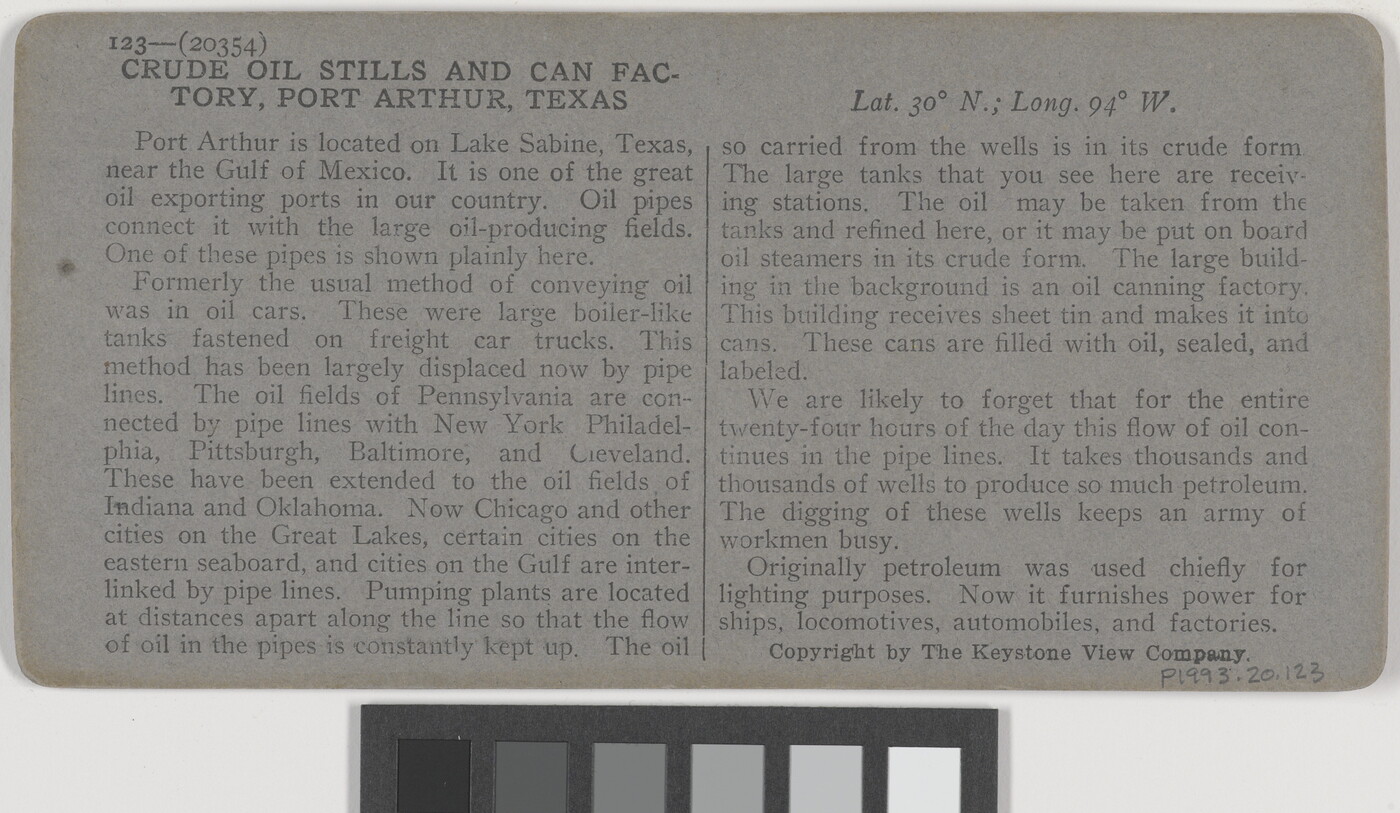 123—(20354)
CRUDE OIL STILLS AND CAN FAC-
TORY, PORT ARTHUR, TEXAS
Lat. 30° N.; Long. 94° W.
Port Arthur is located on Lake Sabine, Texas,
near the Gulf of Mexico. It is one of the great
oil exporting ports in our country. Oil pipes
connect it with the large oil-producing fields.
One of these pipes is shown plainly here.
Formerly the usual method of conveying oil
was in oil cars. These were large boiler-like
tanks fastened on freight car trucks. This
method has been largely displaced now by pipe
lines. The oil fields of Pennsylvania are con-
nected by pipe lines with New York Philadel-
phia, Pittsburgh, Baltimore, and Cleveland.
These have been extended to the oil fields of
Indiana and Oklahoma. Now Chicago and other
cities on the Great Lakes, certain cities on the
eastern seaboard, and cities on the Gulf are inter-
linked by pipe lines. Pumping plants are located
at distances apart along the line so that the flow
of oil in the pipes is constantly kept up. The oil
so carried from the wells is in its crude form
The large tanks that you see here are receiv-
ing stations. The oil may be taken from the
tanks and refined here, or it may be put on board
oil steamers in its crude form. The large build-
ing in the background is an oil canning factory.
This building receives sheet tin and makes it into
cans. These cans are filled with oil, sealed, and
labeled.
We are likely to forget that for the entire
twenty-four hours of the day this flow of oil con-
tinues in the pipe lines. It takes thousands and
thousands of wells to produce so much petroleum.
The digging of these wells keeps an army of
workmen busy.
Originally petroleum was used chiefly for
lighting purposes. Now it furnishes power for
ships, locomotives, automobiles, and factories.
Copyright by The Keystone View Company.
P1993.20.123